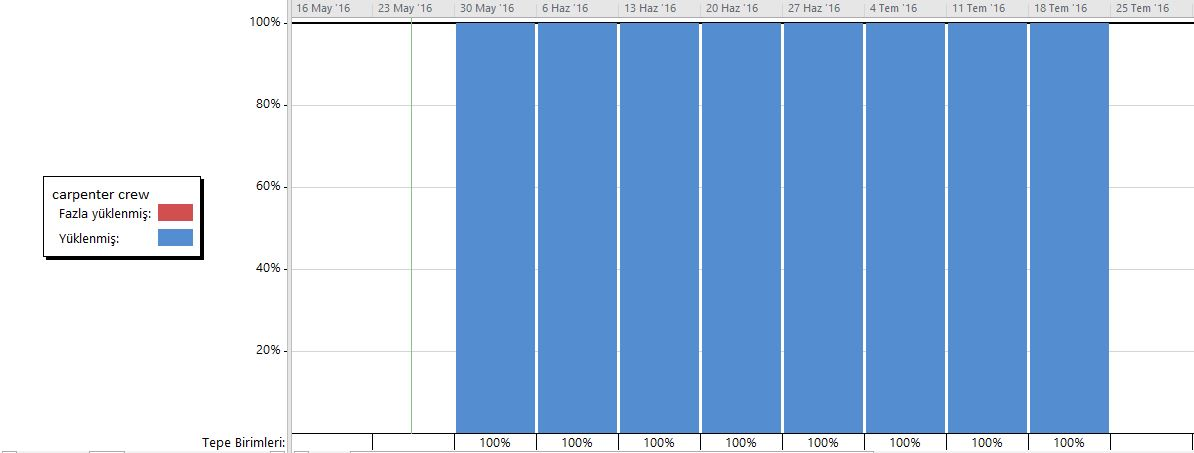 16 May '16 23 May '16 30 May '16 6 Haz '16 13 Haz '16 20 Haz '16 27 Haz '16 4 Tem '16 11 Tem '16 18 Tem '16 25 Tem '16
100%
80%
60%
carpenter crew
Fazla yüklenmiş:
Yüklenmiş:
40%
20%
Tepe Birimleri: 100% 100% 100% 100% 100% 100% 100% 100%